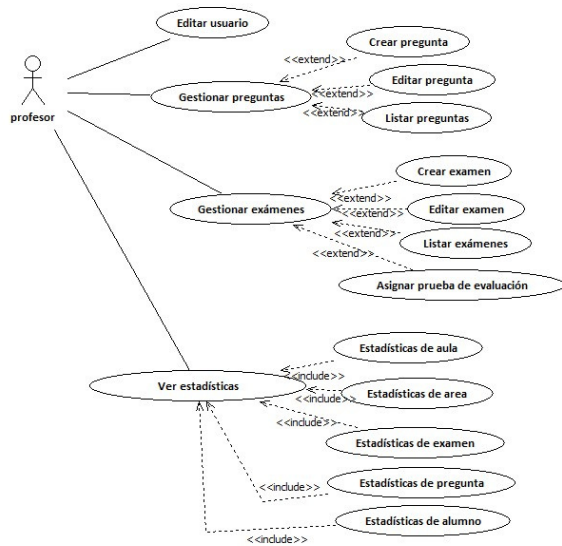 Editar usuario
Crear pregunta
<<extend>>
Editar pregunta
profesor
Gestionar preguntas
<<extend>>
<<extend>>
Listar preguntas
Crear examen
<<extend>>
Gestionar exámenes
<<extend>>
Editar examen
<<extend>>
Listar exámenes
<<extend>>
Asignar prueba de evaluación
Estadísticas de aula
<<include>>
Ver estadísticas
<<include>>
Estadísticas de area
<<include>>
Estadísticas de examen
<<include>>
Estadísticas de pregunta
Estadísticas de alumno
<<include>>